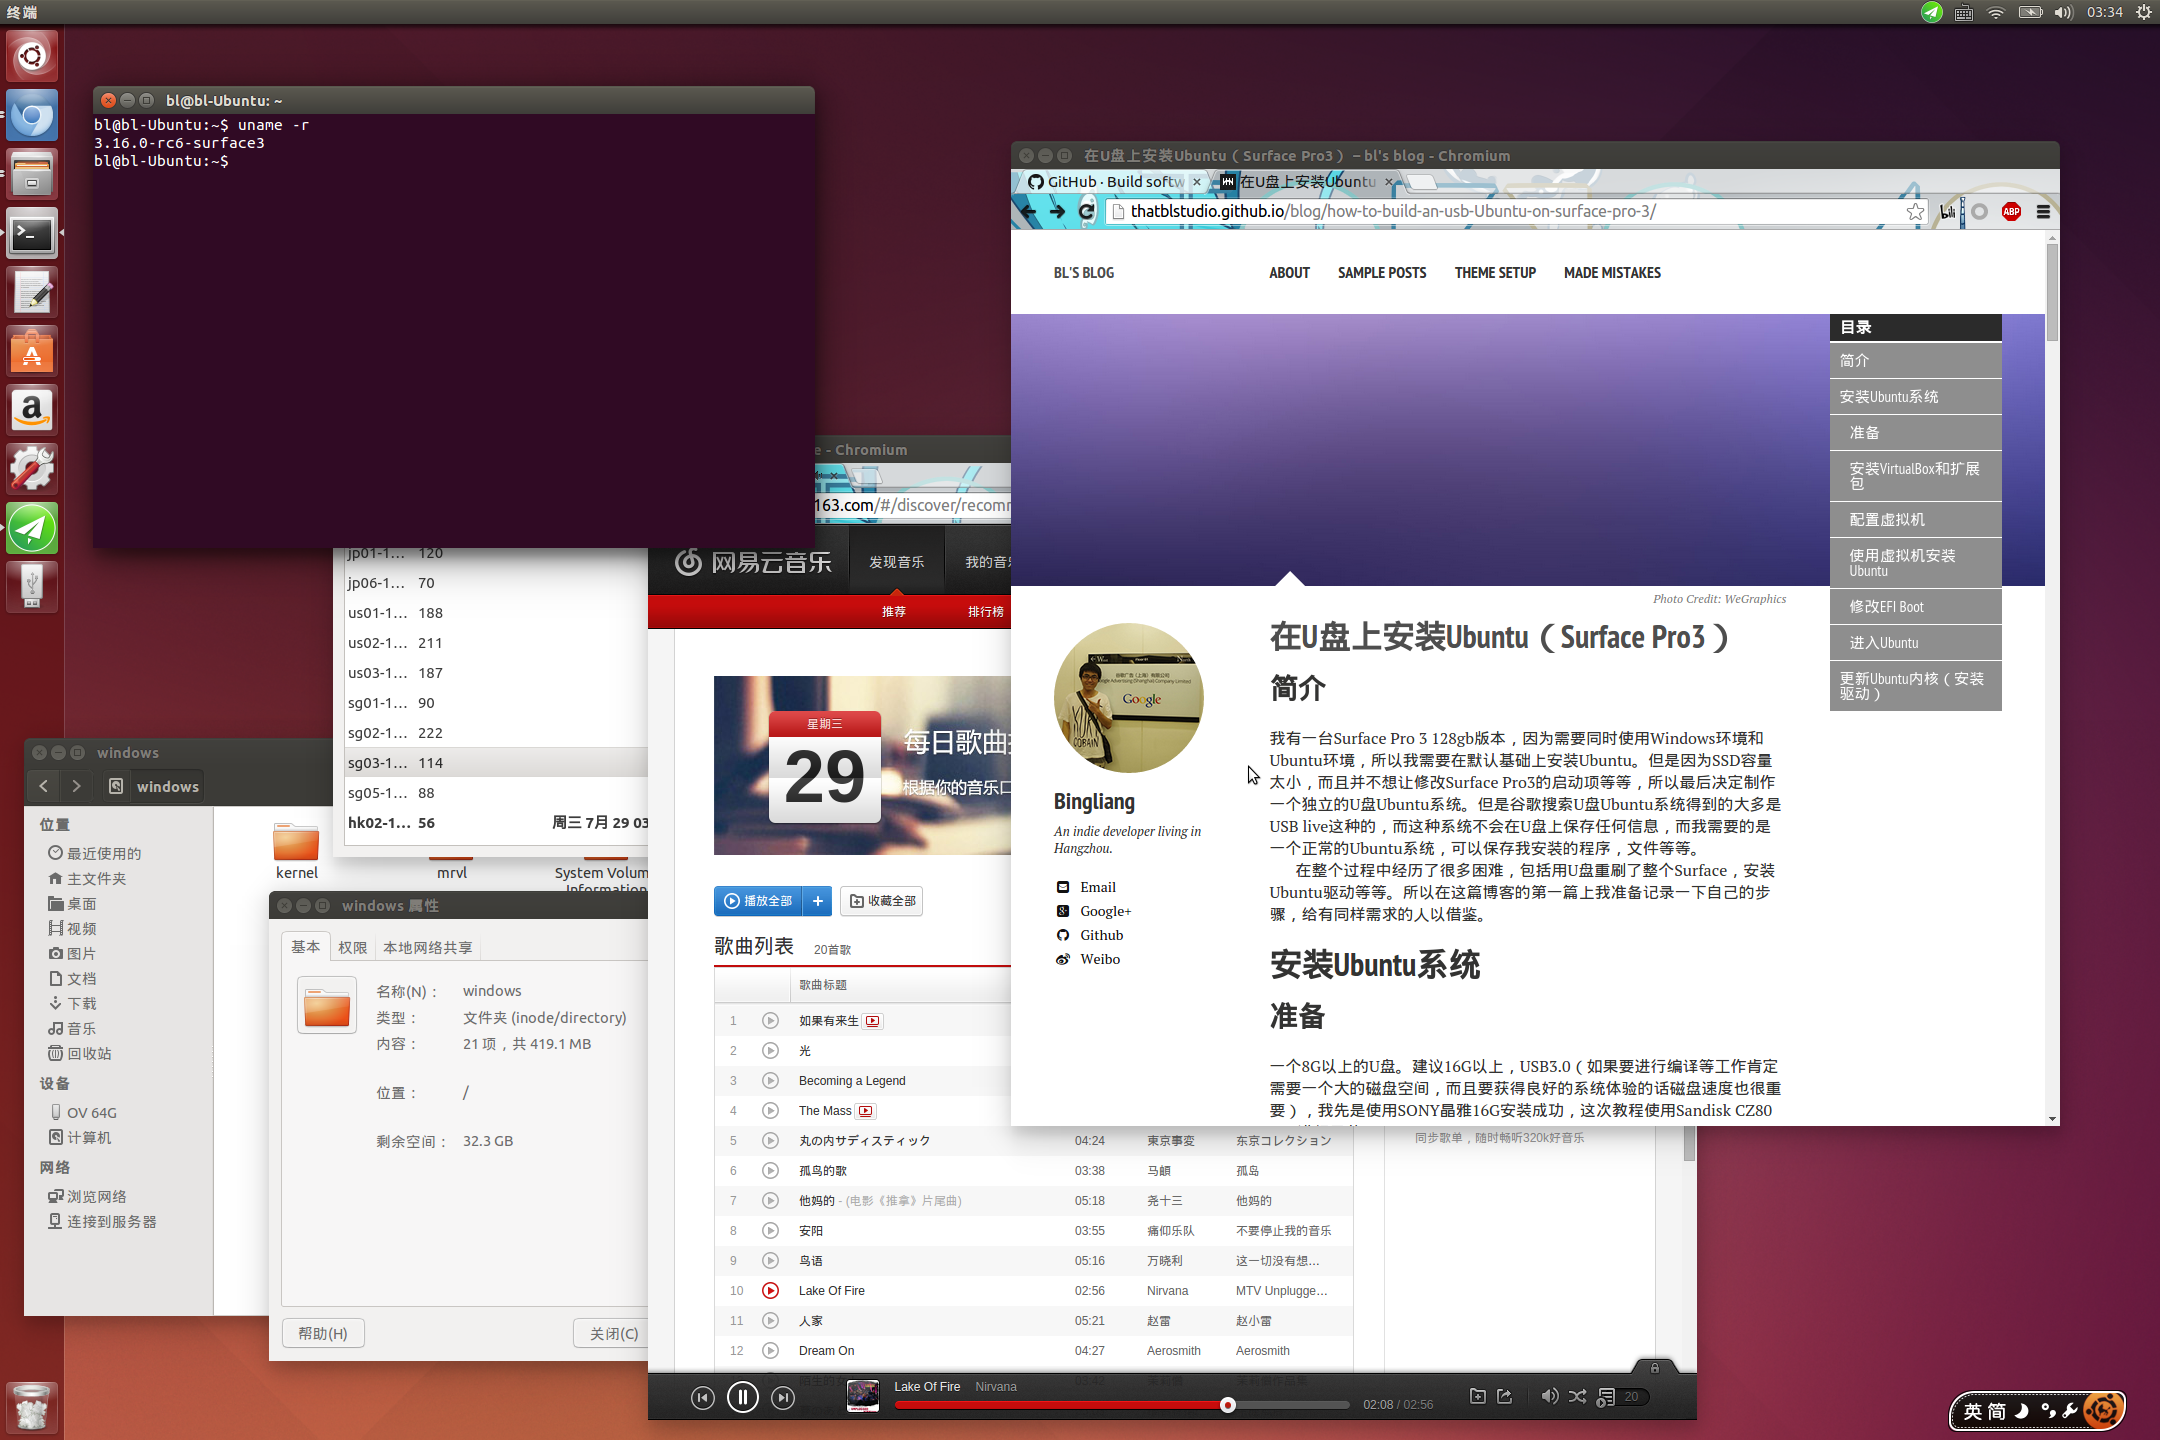 终端
03:34
bl@bl-Ubuntu: ~
bl@bl-Ubuntu:~$ uname -r
3.16.0-rc6-surface3
bl@bl-Ubuntu:~$
在U盘上安装Ubuntu（Surface Pro3） – bl's blog - Chromium
GitHub · Build softw
在U盘上安装Ubuntu
thatblstudio.github.io/blog/how-to-build-an-usb-Ubuntu-on-surface-pro-3/
ABP
BL'S BLOG
ABOUT
SAMPLE POSTS
THEME SETUP
MADE MISTAKES
目录
简介
安装Ubuntu系统
准备
安装VirtualBox和扩展
包
配置虚拟机
使用虚拟机安装
Ubuntu
修改EFI Boot
进入Ubuntu
更新Ubuntu内核（安装
驱动）
Photo Credit: WeGraphics
Google
Bingliang
An indie developer living in
Hangzhou.
Email
Google+
Github
Weibo
在U盘上安装Ubuntu（Surface Pro3）
简介
我有一台Surface Pro 3 128gb版本，因为需要同时使用Windows环境和
Ubuntu环境，所以我需要在默认基础上安装Ubuntu。但是因为SSD容量
太小，而且并不想让修改Surface Pro3的启动项等等，所以最后决定制作
一个独立的U盘Ubuntu系统。但是谷歌搜索U盘Ubuntu系统得到的大多是
USB live这种的，而这种系统不会在U盘上保存任何信息，而我需要的是
一个正常的Ubuntu系统，可以保存我安装的程序，文件等等。
在整个过程中经历了很多困难，包括用U盘重刷了整个Surface，安装
Ubuntu驱动等等。所以在这篇博客的第一篇上我准备记录一下自己的步
骤，给有同样需求的人以借鉴。
安装Ubuntu系统
准备
一个8G以上的U盘。建议16G以上，USB3.0（如果要进行编译等工作肯定
需要一个大的磁盘空间，而且要获得良好的系统体验的话磁盘速度也很重
要），我先是使用SONY晶雅16G安装成功，这次教程使用Sandisk CZ80
e - Chromium
163.com/#/discover/recom
网易云音乐
发现音乐
我的音
推荐
排行榜
星期三
29
每日歌曲
根据你的音乐口
播放全部
收藏全部
歌曲列表 20首歌
歌曲标题
1 如果有来生
2 光
3 Becoming a Legend
4 The Mass
5 丸の内サディスティック 04:24 東京事変 东京コレクション
6 孤鸟的歌 03:38 马頔 孤岛
7 他妈的 - (电影《推拿》片尾曲) 05:18 尧十三 他妈的
8 安阳 03:55 痛仰乐队 不要停止我的音乐
9 鸟语 05:16 万晓利 这一切没有想...
10 Lake Of Fire 02:56 Nirvana MTV Unplugge...
11 人家 05:21 赵雷 赵小雷
12 Dream On 04:27 Aerosmith Aerosmith
同步歌单，随时畅听320k好音乐
Lake Of Fire Nirvana
02:08 / 02:56
20
jp01-1... 120
jp06-1... 70
us01-1... 188
us02-1... 211
us03-1... 187
sg01-1... 90
sg02-1... 222
sg03-1... 114
sg05-1... 88
hk02-1... 56 周三 7月 29 03
windows
windows
位置
最近使用的
主文件夹
桌面
视频
图片
文档
下载
音乐
回收站
设备
OV 64G
计算机
网络
浏览网络
连接到服务器
kernel
mrvl
System Volum
Information
windows 属性
基本
权限
本地网络共享
名称(N)： windows
类型： 文件夹 (inode/directory)
内容： 21 项，共 419.1 MB
位置： /
剩余空间： 32.3 GB
帮助(H)
关闭(C)
英 简